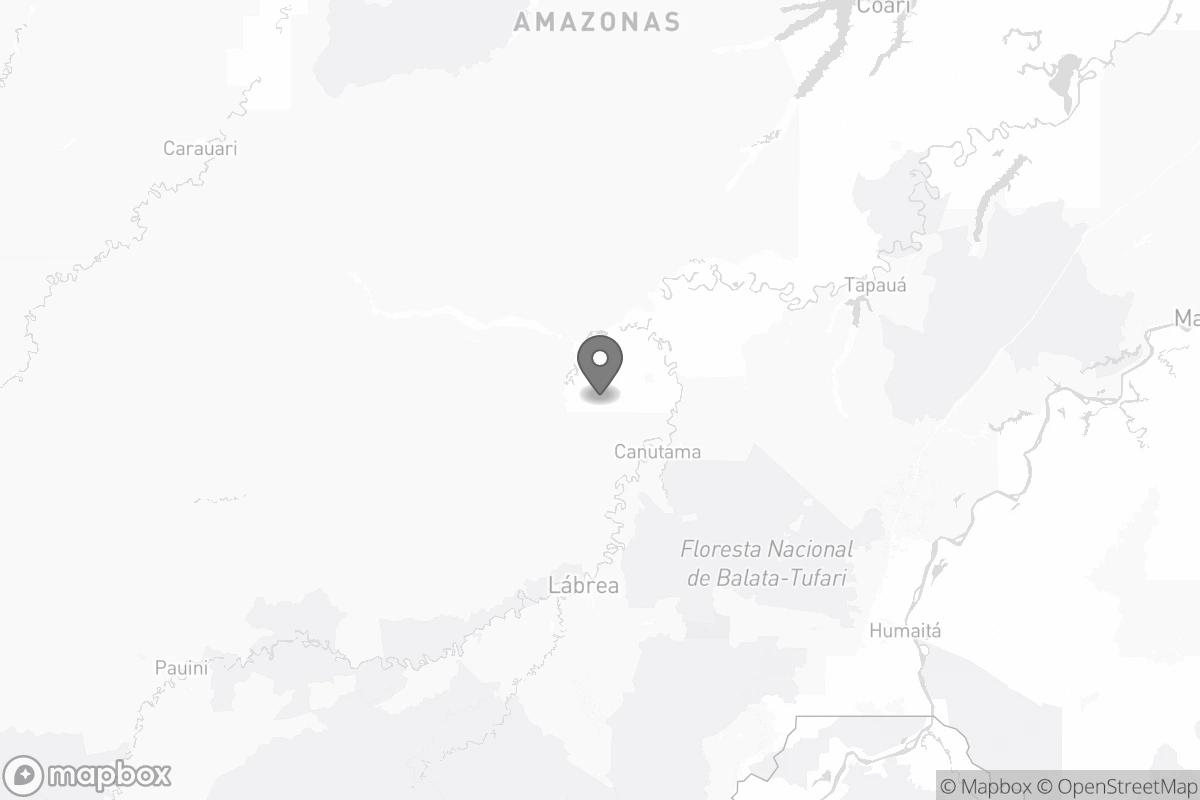 Coari
AMAZONAS
Carauari
Tapauá
Ma
Canutama
Floresta Nacional
de Balata-Tufari
Lábrea
Humaitá
Pauini
mapbox
© Mapbox © OpenStreetMap